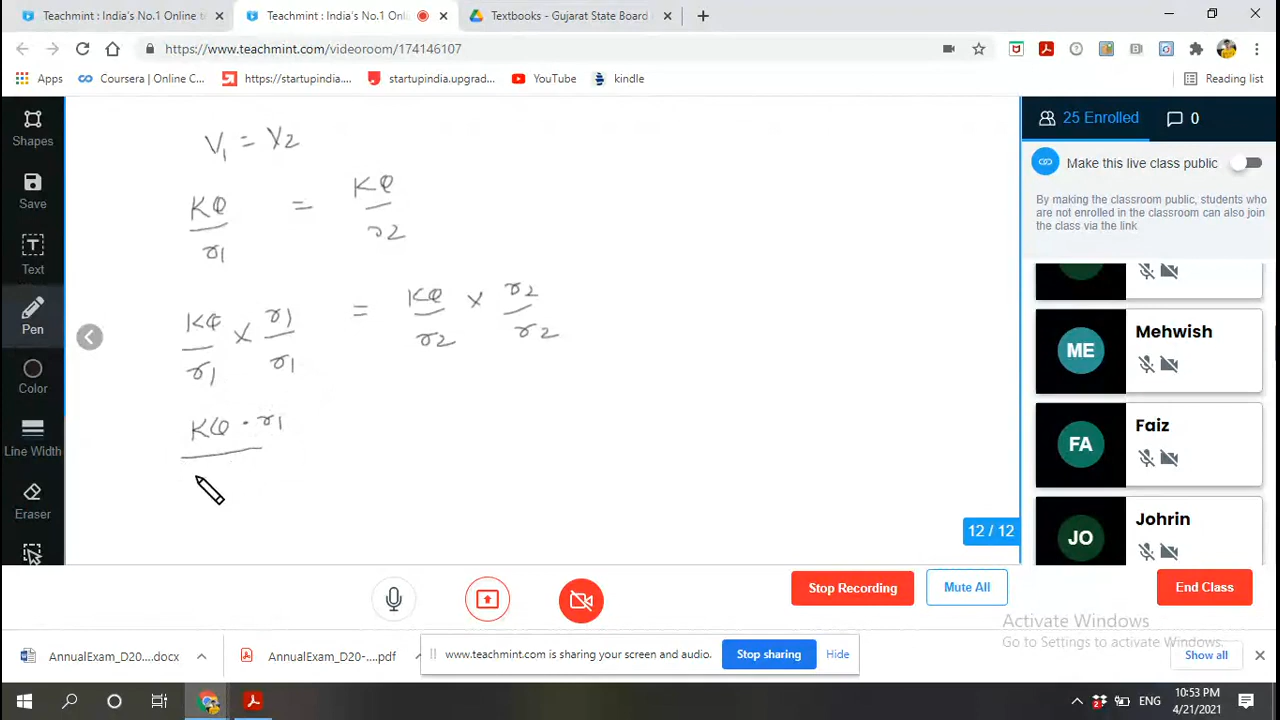 Teachmint : India's No.1 Online t
Teachmint : India's No.1 Onli
Textbooks - Gujarat State Board
https://www.teachmint.com/videoroom/174146107
Apps
Coursera | Online C...
https://startupindia....
startupindia.upgrad...
YouTube
kindle
Reading list
Shapes
Save
Text
Pen
Color
Line Width
Eraser
V1 = V2
KQ/r1 = KQ/r2
KQ/r1 × r1/r1 = KQ/r2 × r2/r2
KQ · r1
12 / 12
25 Enrolled
0
Make this live class public
By making the classroom public, students who
are not enrolled in the classroom can also join
the class via the link
ME
Mehwish
FA
Faiz
JO
Johrin
Stop Recording
Mute All
End Class
Activate Windows
Go to Settings to activate Windows.
AnnualExam_D20....docx
AnnualExam_D20-....pdf
www.teachmint.com is sharing your screen and audio.
Stop sharing
Hide
Show all
ENG
10:53 PM
4/21/2021